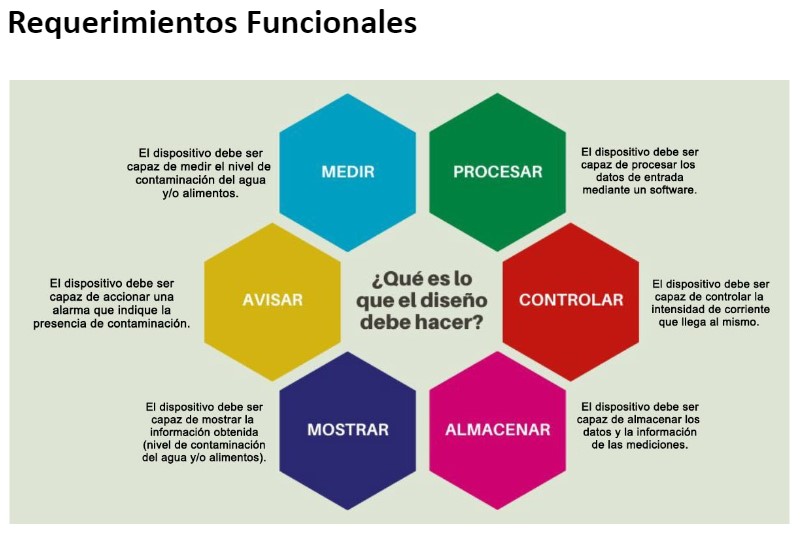 Requerimientos Funcionales
El dispositivo debe ser
capaz de medir el nivel de
contaminación del agua
y/o alimentos.
MEDIR
PROCESAR
El dispositivo debe ser
capaz de procesar los
datos de entrada
mediante un software.
El dispositivo debe ser
capaz de accionar una
alarma que indique la
presencia de contaminación.
AVISAR
¿Qué es lo
que el diseño
debe hacer?
CONTROLAR
El dispositivo debe ser
capaz de controlar la
intensidad de corriente
que llega al mismo.
El dispositivo debe ser
capaz de mostrar la
información obtenida
(nivel de contaminación
del agua y/o alimentos).
MOSTRAR
ALMACENAR
El dispositivo debe ser
capaz de almacenar los
datos y la información
de las mediciones.